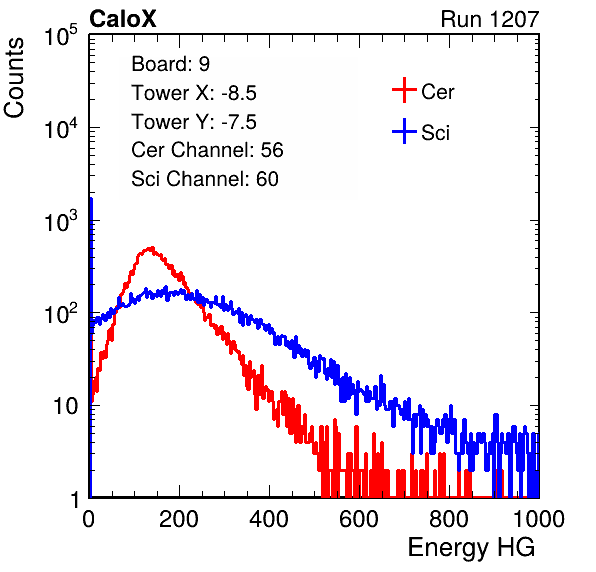 CaloX Run 1207
Counts
Board: 9
Tower X: -8.5
Tower Y: -7.5
Cer Channel: 56
Sci Channel: 60
Cer
Sci
10^5
10^4
10^3
10^2
10
1
0 200 400 600 800 1000
Energy HG